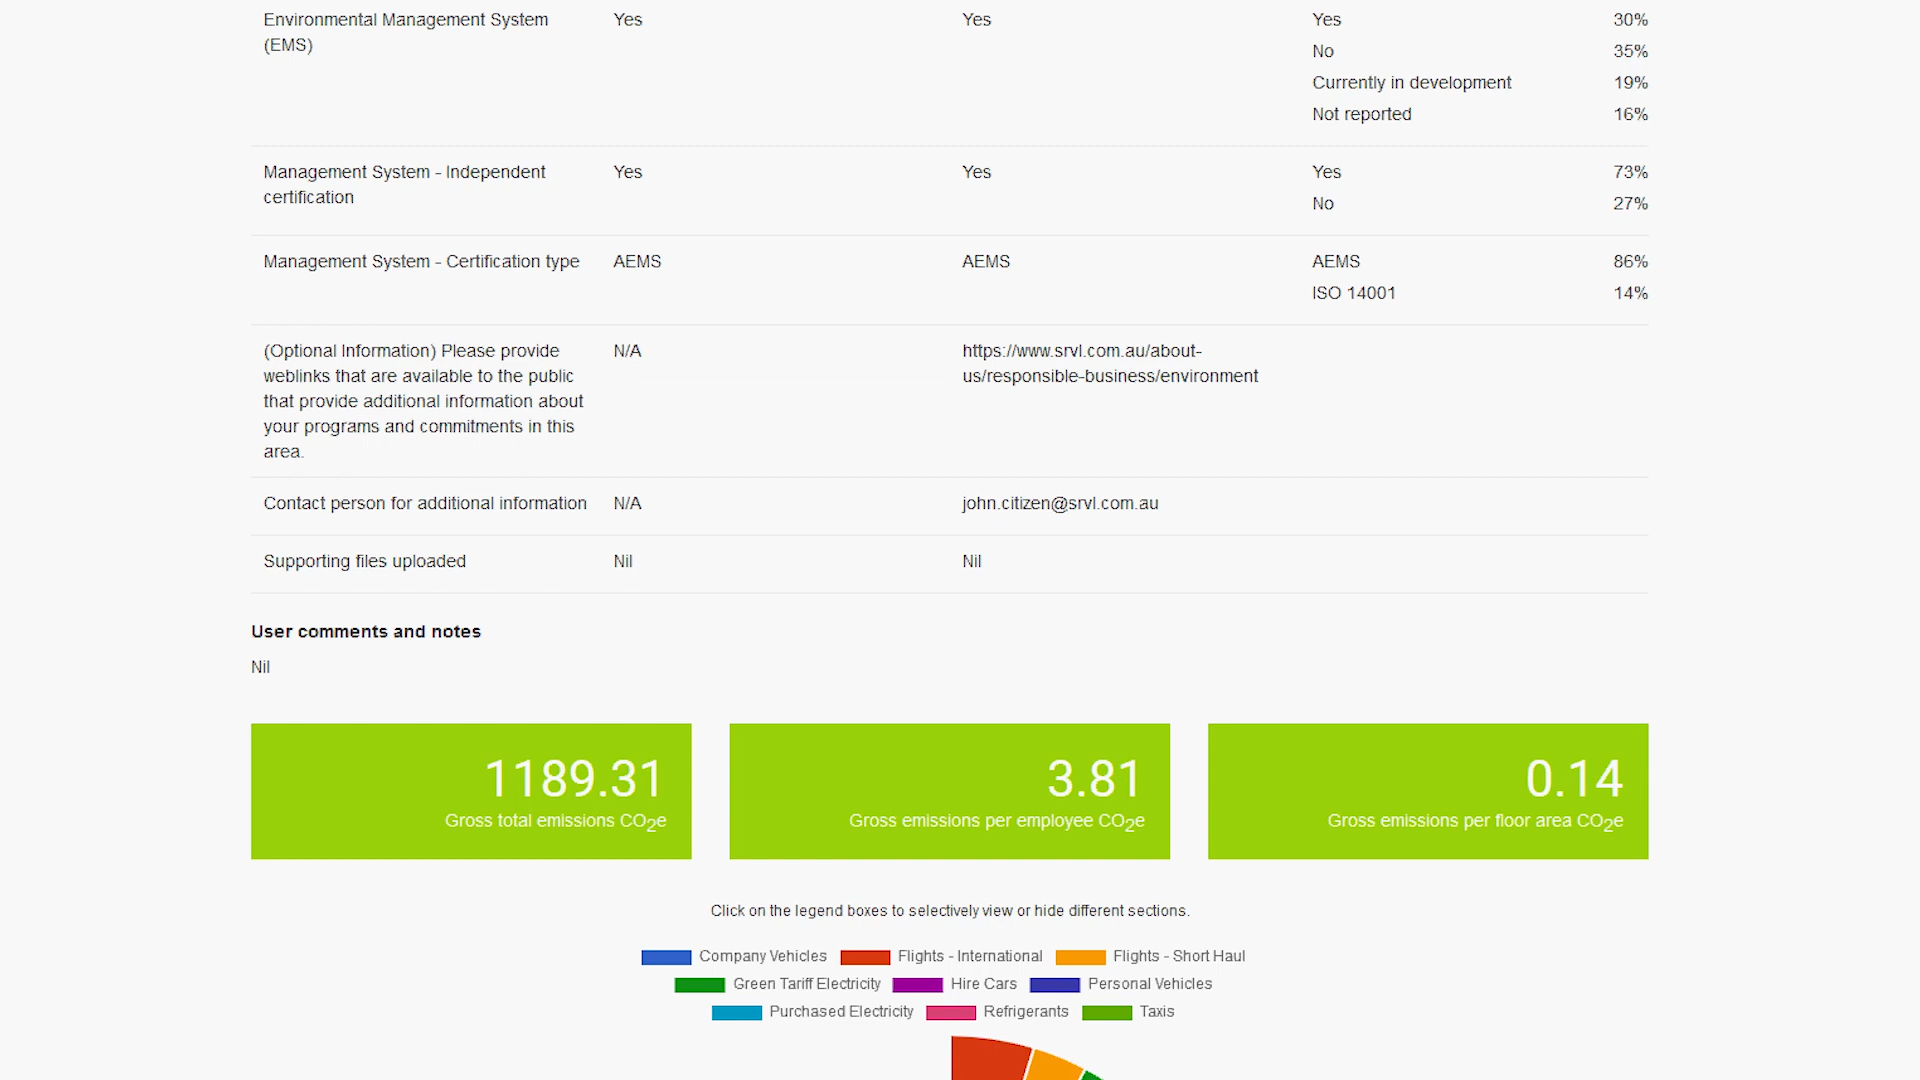 Environmental Management System Yes Yes Yes 30%
(EMS)
No 35%
Currently in development 19%
Not reported 16%
Management System - Independent Yes Yes Yes 73%
certification
No 27%
Management System - Certification type AEMS AEMS AEMS 86%
ISO 14001 14%
(Optional Information) Please provide N/A https://www.srvl.com.au/about-
weblinks that are available to the public us/responsible-business/environment
that provide additional information about
your programs and commitments in this
area.
Contact person for additional information N/A john.citizen@srvl.com.au
Supporting files uploaded Nil Nil
User comments and notes
Nil
1189.31 3.81 0.14
Gross total emissions CO2e Gross emissions per employee CO2e Gross emissions per floor area CO2e
Click on the legend boxes to selectively view or hide different sections.
Company Vehicles Flights - International Flights - Short Haul
Green Tariff Electricity Hire Cars Personal Vehicles
Purchased Electricity Refrigerants Taxis